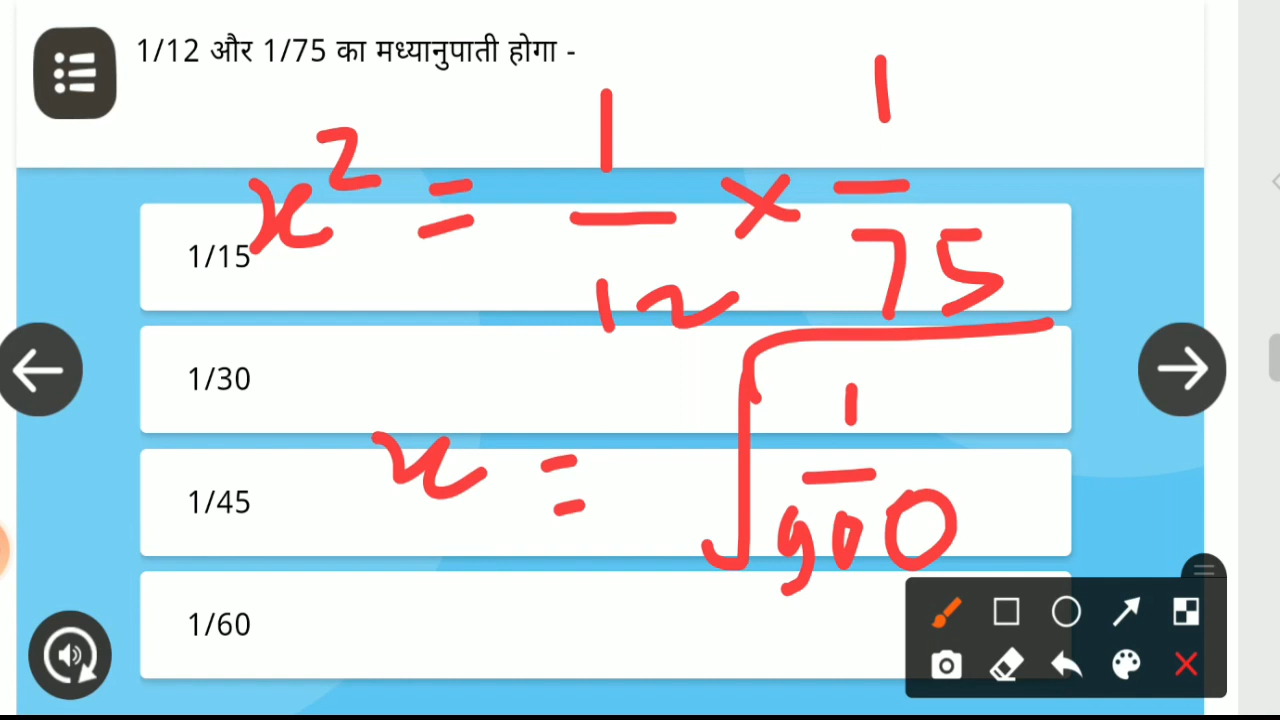 1/12 और 1/75 का मध्यानुपाती होगा -
x² = 1/12 × 1/75
1/15
1/30
x = √1/900
1/45
1/60